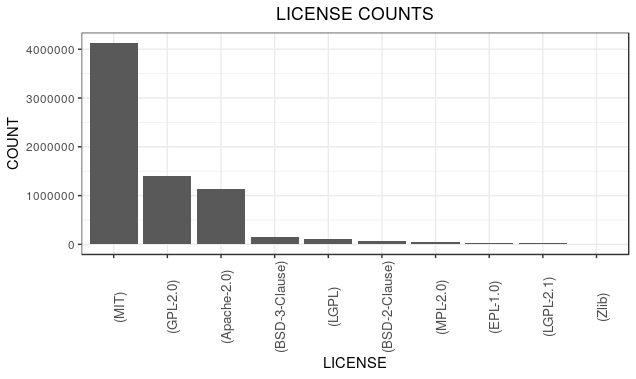 LICENSE COUNTS
COUNT
4000000
3000000
2000000
1000000
0
(MIT)
(GPL-2.0)
(Apache-2.0)
(BSD-3-Clause)
(LGPL)
(BSD-2-Clause)
(MPL-2.0)
(EPL-1.0)
(LGPL-2.1)
(Zlib)
LICENSE